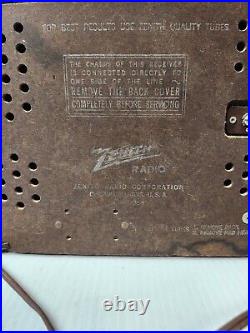 FOR BEST RESULTS USE ZENITH QUALITY TUBES
THE CHASSIS OF THIS RECEIVER
IS CONNECTED DIRECTLY TO
ONE SIDE OF THE LINE
REMOVE THE BACK COVER
COMPLETELY BEFORE SERVICING
ZENITH
RADIO
ZENITH RADIO CORPORATION
U.S.A.